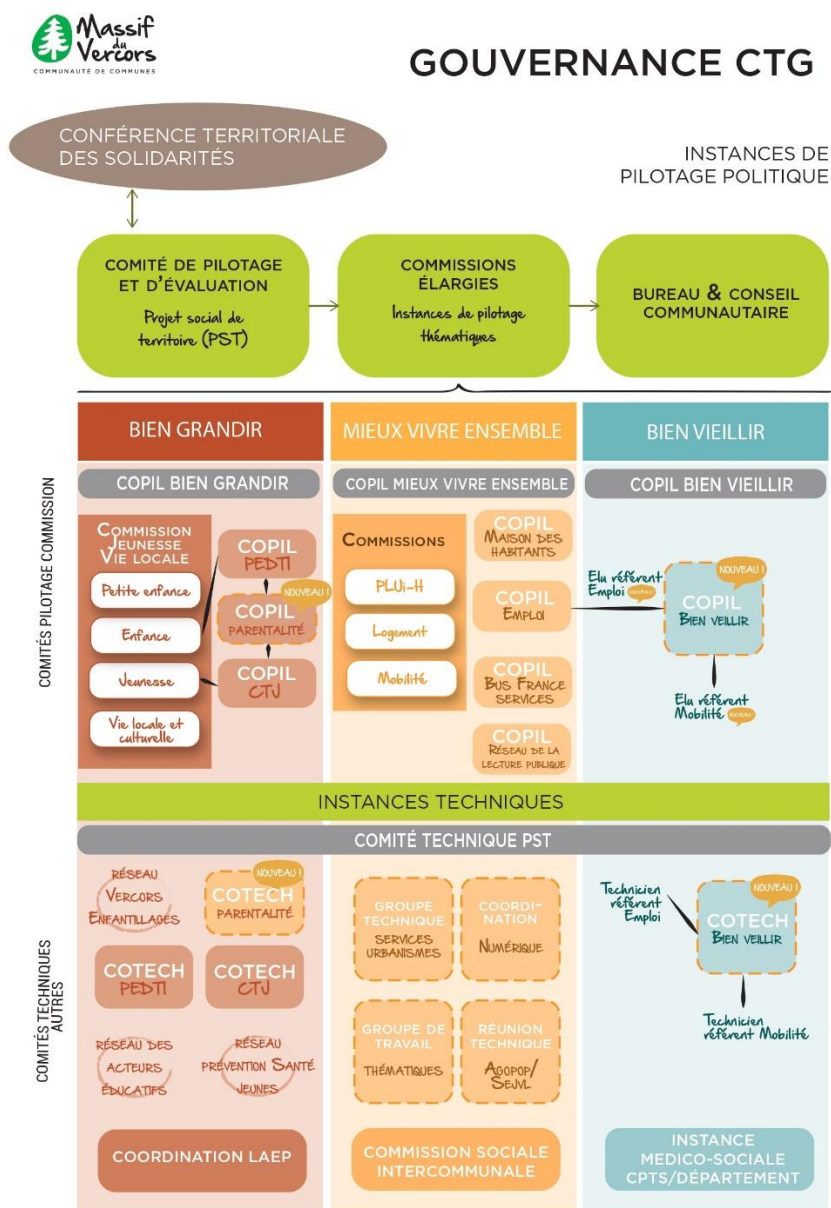 Massif
du
Vercors
COMMUNAUTÉ DE COMMUNES
GOUVERNANCE CTG
CONFÉRENCE TERRITORIALE
DES SOLIDARITÉS
INSTANCES DE
PILOTAGE POLITIQUE
COMITÉ DE PILOTAGE
ET D'ÉVALUATION
Projet social de
territoire (PST)
COMMISSIONS
ÉLARGIES
Instances de pilotage
thématiques
BUREAU & CONSEIL
COMMUNAUTAIRE
BIEN GRANDIR
MIEUX VIVRE ENSEMBLE
BIEN VIEILLIR
COMITÉS PILOTAGE COMMISSION
COPIL BIEN GRANDIR
COPIL MIEUX VIVRE ENSEMBLE
COPIL BIEN VIEILLIR
COMMISSION
JEUNESSE
VIE LOCALE
Petite enfance
Enfance
Jeunesse
Vie locale et
culturelle
COPIL
PEDTI
NOUVEAU !
COPIL
PARENTALITÉ
COPIL
CTJ
COMMISSIONS
PLUi-H
Logement
Mobilité
COPIL
MAISON DES
HABITANTS
COPIL
EMPLOI
COPIL
BUS FRANCE
SERVICES
COPIL
RÉSEAU DE LA
LECTURE PUBLIQUE
Elu référent
Emploi NOUVEAU !
NOUVEAU !
COPIL
BIEN VEILLIR
Elu référent
Mobilité NOUVEAU !
INSTANCES TECHNIQUES
COMITÉ TECHNIQUE PST
COMITÉS TECHNIQUES
AUTRES
RÉSEAU
VERCORS
ENFANTILLAGES
NOUVEAU !
COTECH
PARENTALITÉ
COTECH
PEDTI
COTECH
CTJ
RÉSEAU DES
ACTEURS
ÉDUCATIFS
RÉSEAU
PRÉVENTION SANTÉ
JEUNES
COORDINATION LAEP
GROUPE
TECHNIQUE
SERVICES
URBANISMES
COORDI-
NATION
NUMÉRIQUE
GROUPE DE
TRAVAIL
THÉMATIQUES
RÉUNION
TECHNIQUE
AGOPOP/
SEJVL
COMMISSION SOCIALE
INTERCOMMUNALE
Technicien
référent
Emploi
NOUVEAU !
COTECH
BIEN VEILLIR
Technicien
référent Mobilité
INSTANCE
MEDICO-SOCIALE
CPTS/DÉPARTEMENT